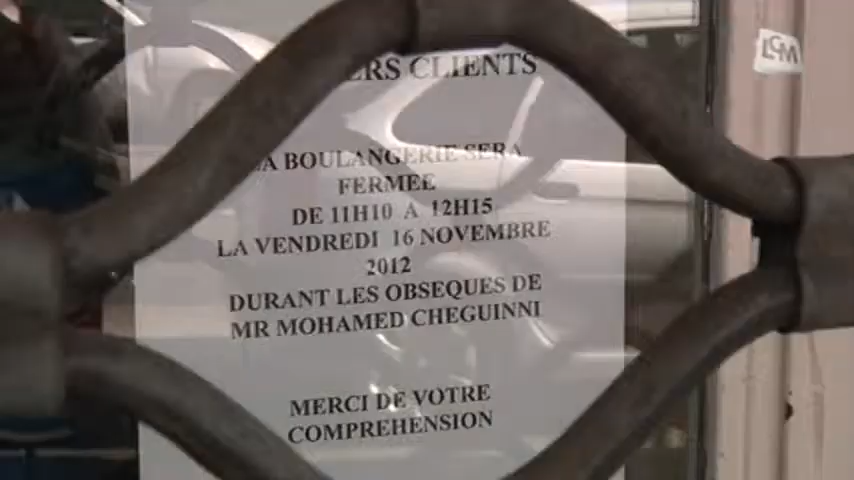 CLIENTS
BOULANGERIE SERA
FERMEE
DE 11H10 A 12H15
LA VENDREDI 16 NOVEMBRE
2012
DURANT LES OBSEQUES DE
MR MOHAMED CHEGUINNI
MERCI DE VOTRE
COMPREHENSION
LCM